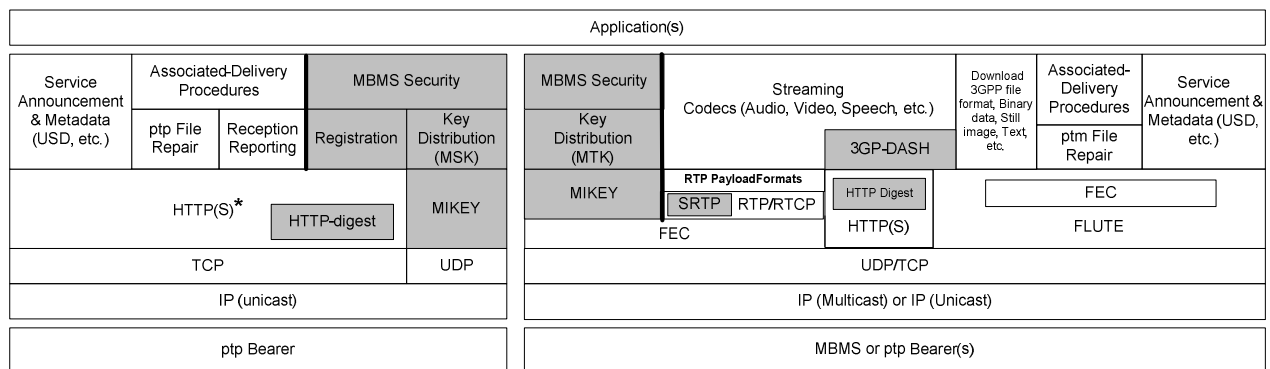 Application(s)
Service
Announcement
& Metadata
(USD, etc.)
Associated-Delivery
Procedures
ptp File
Repair
Reception
Reporting
MBMS Security
Registration
Key
Distribution
(MSK)
HTTP(S)*
HTTP-digest
MIKEY
TCP
UDP
IP (unicast)
ptp Bearer
MBMS Security
Key
Distribution
(MTK)
MIKEY
Streaming
Codecs (Audio, Video, Speech, etc.)
3GP-DASH
Download
3GPP file
format, Binary
data, Still
image, Text,
etc.
Associated-
Delivery
Procedures
ptm File
Repair
Service
Announcement &
Metadata (USD,
etc.)
RTP PayloadFormats
SRTP
RTP/RTCP
HTTP Digest
HTTP(S)
FEC
FEC
FLUTE
UDP/TCP
IP (Multicast) or IP (Unicast)
MBMS or ptp Bearer(s)